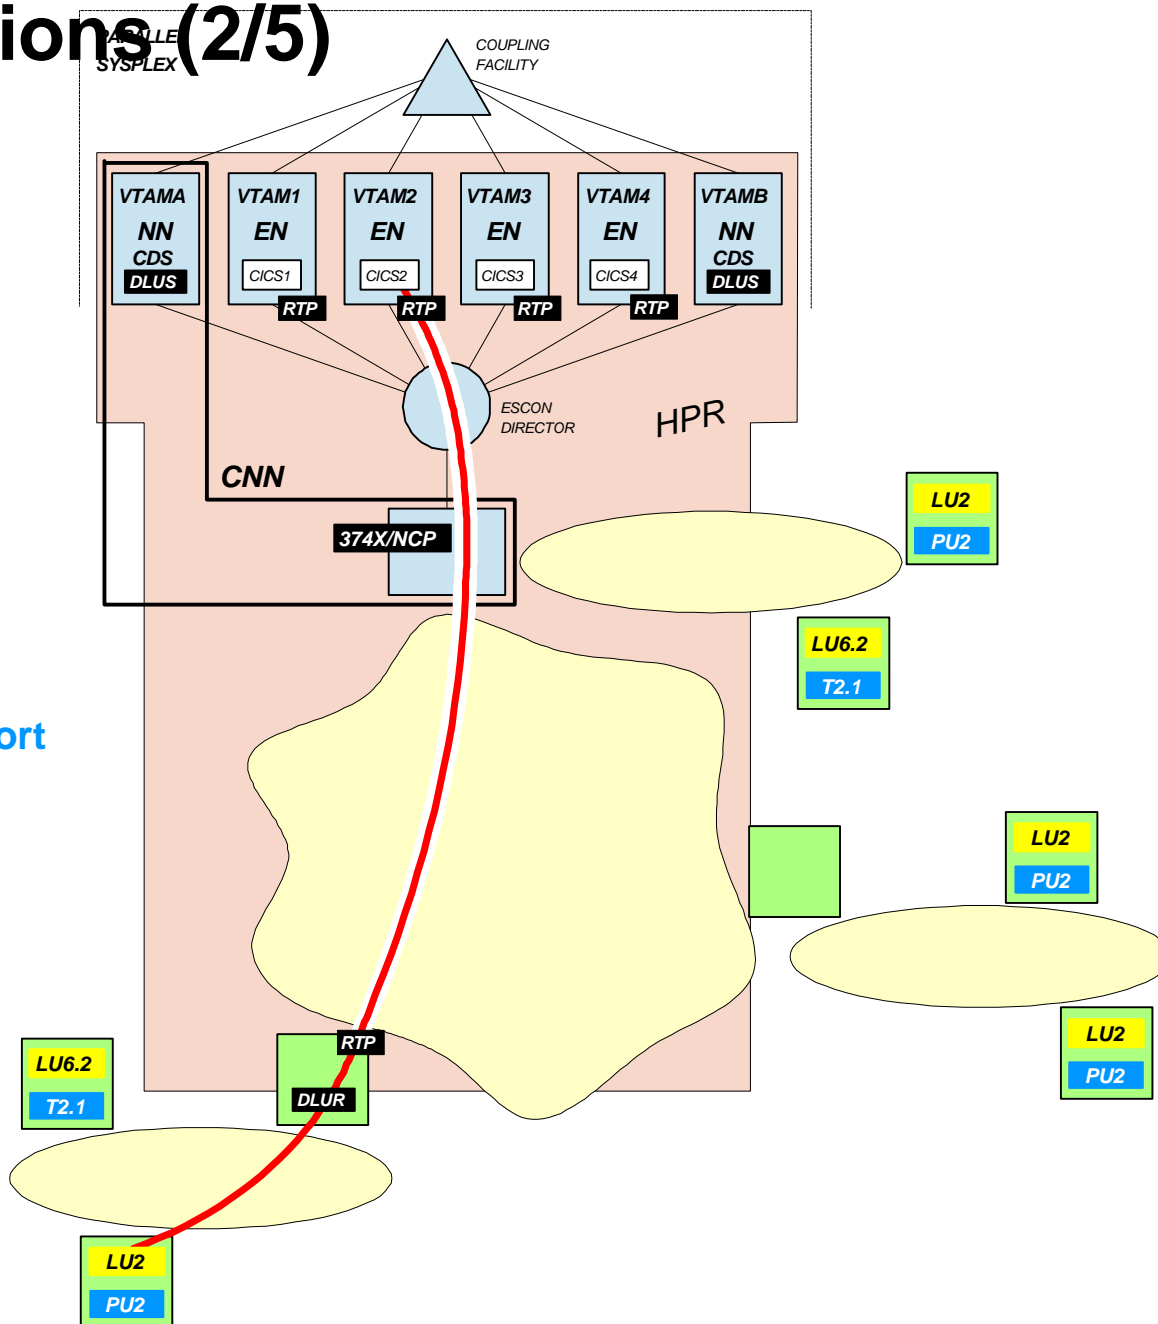 ions (2/5)
PARALLEL
SYSPLEX
COUPLING
FACILITY
VTAMA
NN
CDS
DLUS
VTAM1
EN
CICS1
RTP
VTAM2
EN
CICS2
RTP
VTAM3
EN
CICS3
RTP
VTAM4
EN
CICS4
RTP
VTAMB
NN
CDS
DLUS
ESCON
DIRECTOR
HPR
CNN
374X/NCP
LU2
PU2
LU6.2
T2.1
ort
LU2
PU2
LU2
PU2
RTP
DLUR
LU6.2
T2.1
LU2
PU2